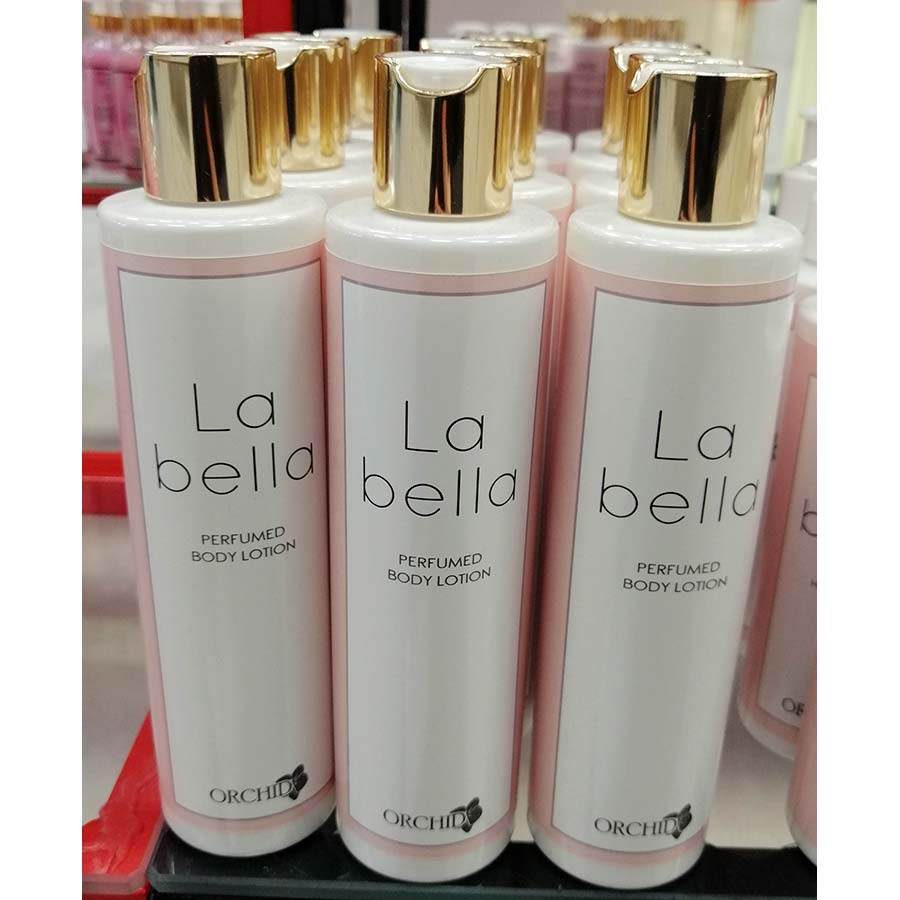 La
bella
PERFUMED
BODY LOTION
ORCHID
La
bella
PERFUMED
BODY LOTION
ORCHID
La
bella
PERFUMED
BODY LOTION
ORCHID